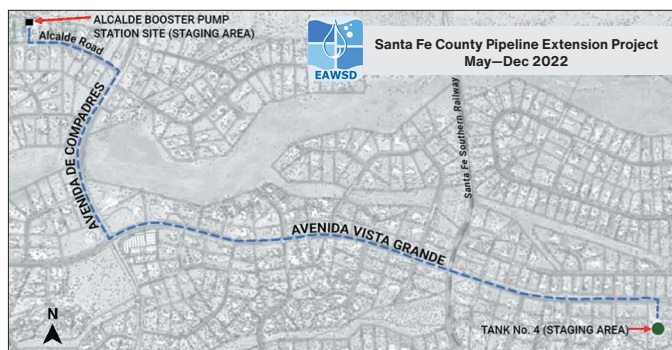 ALCALDE BOOSTER PUMP
STATION SITE (STAGING AREA)
Alcalde Road
EAWSD
Santa Fe County Pipeline Extension Project
May—Dec 2022
AVENIDA DE COMPADRES
Santa Fe Southern Railway
AVENIDA VISTA GRANDE
N
TANK No. 4 (STAGING AREA)